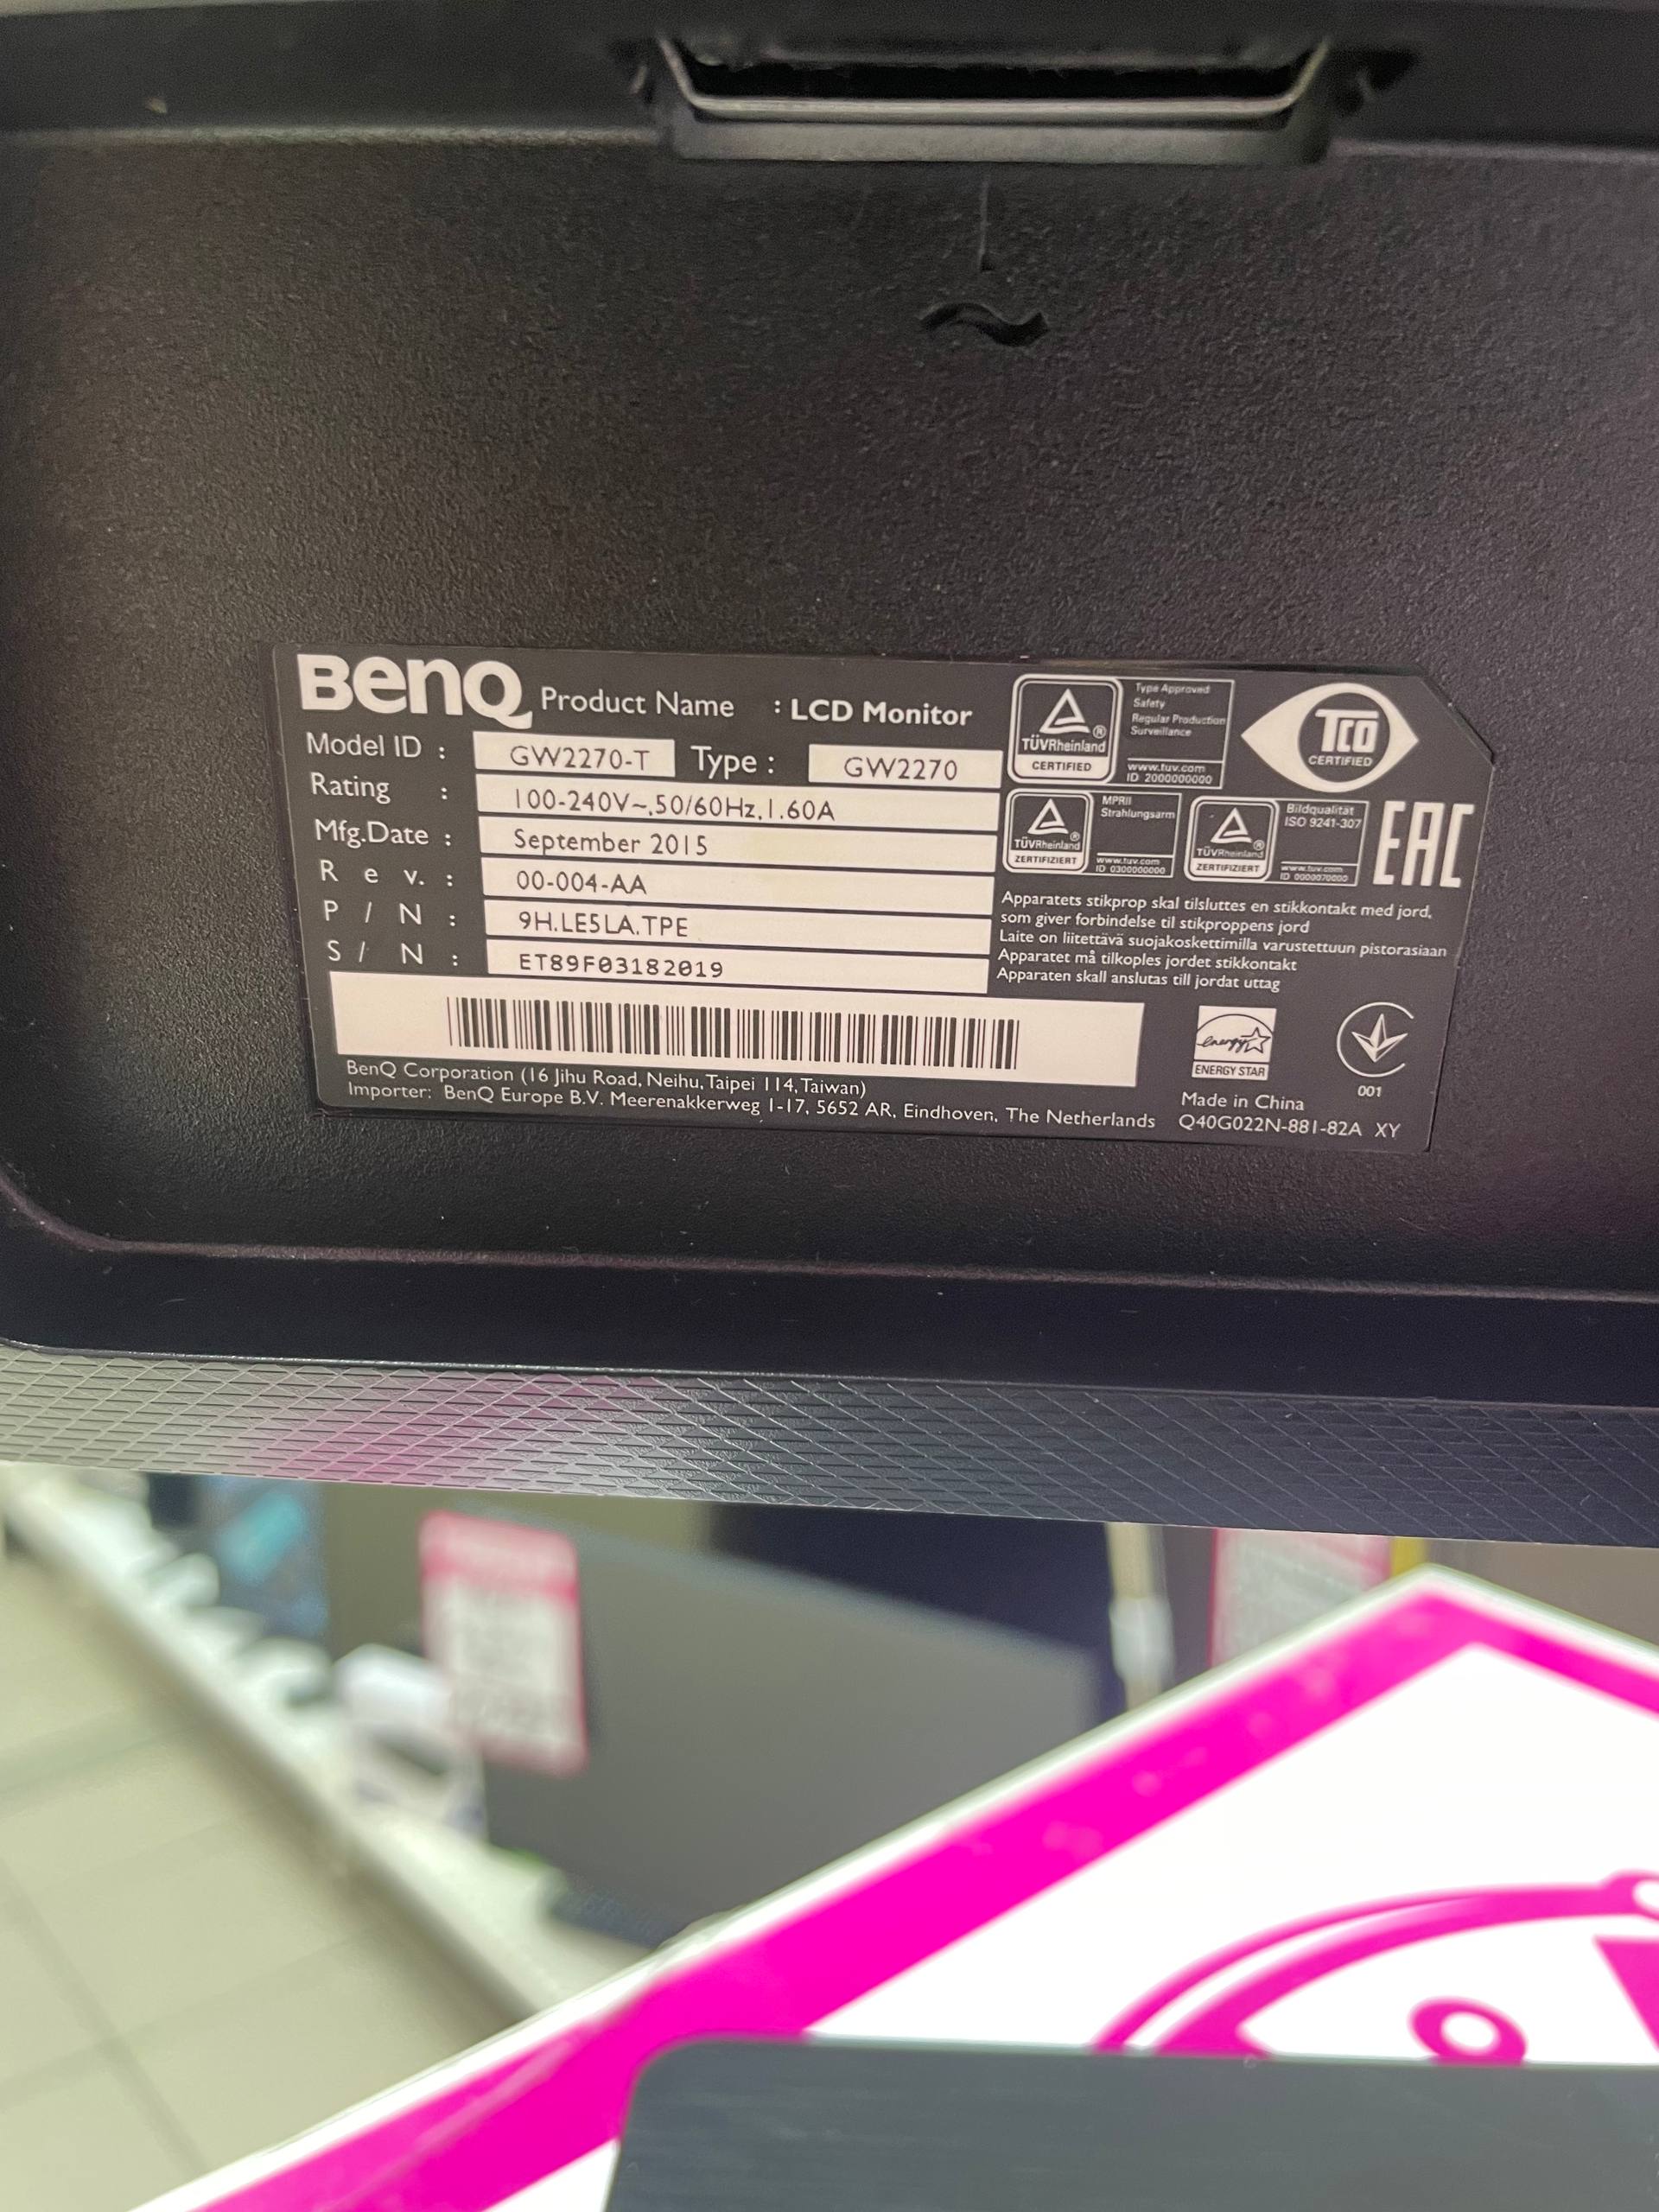 BenQ Product Name : LCD Monitor
Model ID : GW2270-T Type : GW2270
Rating : 100-240V~,50/60Hz,1.60A
Mfg.Date : September 2015
R e v. : 00-004-AA
P / N : 9H.LE5LA.TPE
S / N : ET89F03182019
BenQ Corporation (16 Jihu Road, Neihu, Taipei 114, Taiwan)
Importer: BenQ Europe B.V. Meerenakkerweg 1-17, 5652 AR, Eindhoven, The Netherlands
TÜVRheinland®
CERTIFIED
Type Approved
Safety
Regular Production
Surveillance
www.tuv.com
ID 2000000000
TCO
CERTIFIED
TÜVRheinland®
ZERTIFIZIERT
MPRII
Strahlungsarm
www.tuv.com
ID 0300000000
TÜVRheinland®
ZERTIFIZIERT
Bildqualität
ISO 9241-307
www.tuv.com
ID 0000070000
EAC
Apparatets stikprop skal tilsluttes en stikkontakt med jord,
som giver forbindelse til stikproppens jord
Laite on liitettävä suojakoskettimilla varustettuun pistorasiaan
Apparatet må tilkoples jordet stikkontakt
Apparaten skall anslutas till jordat uttag
energy
ENERGY STAR
001
Made in China
Q40G022N-881-82A XY